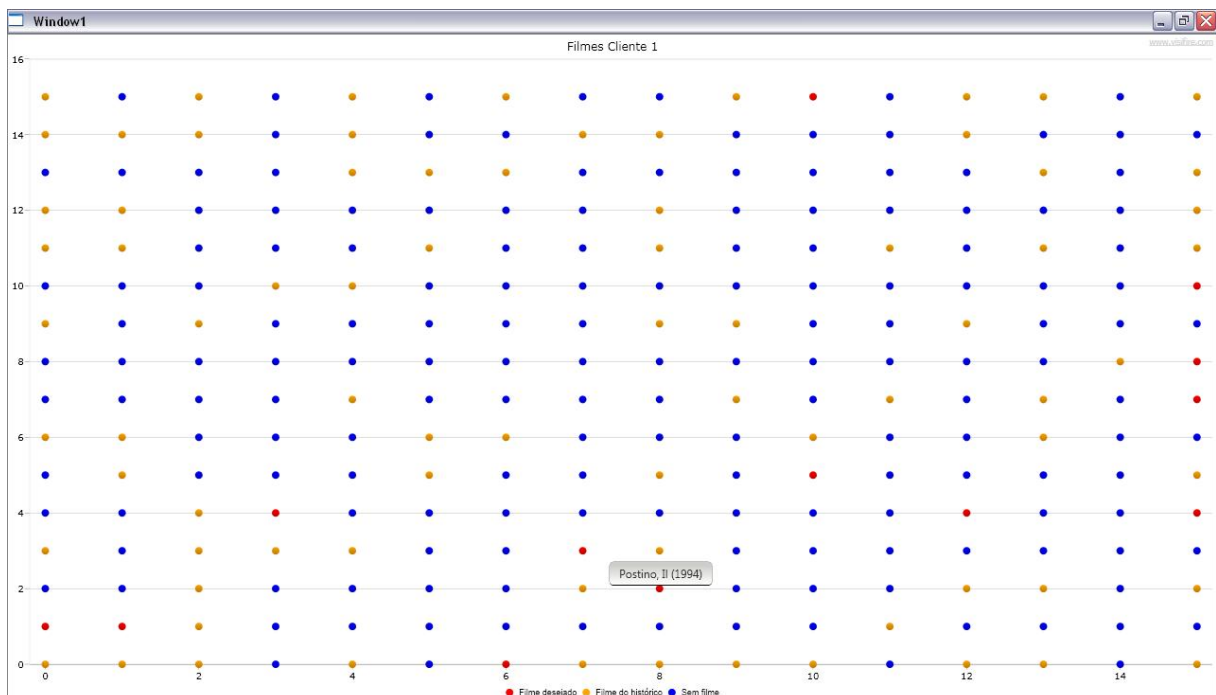 Window1
Filmes Cliente 1
www.visifire.com
16
14
12
10
8
6
4
2
0
Postino, Il (1994)
0 2 4 6 8 10 12 14
Filme desejado Filme do histórico Sem filme